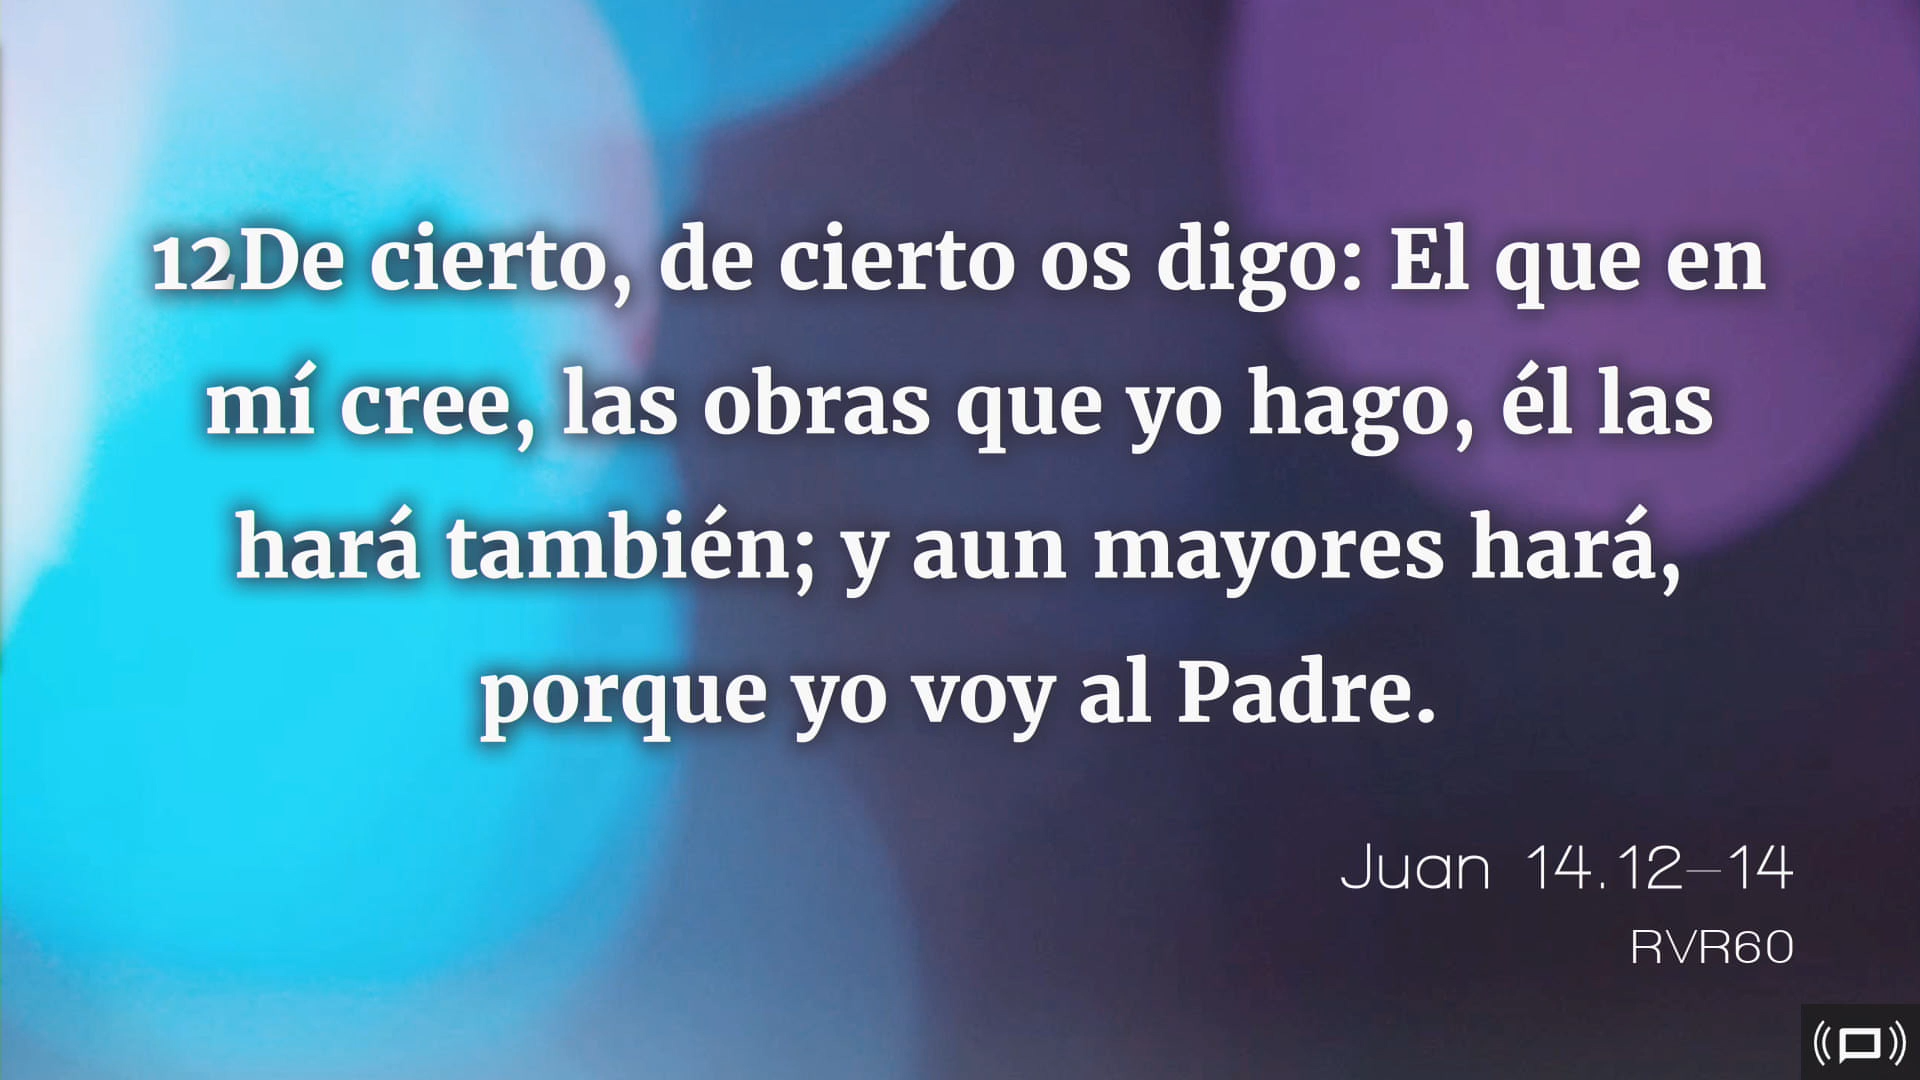 12De cierto, de cierto os digo: El que en
mí cree, las obras que yo hago, él las
hará también; y aun mayores hará,
porque yo voy al Padre.
Juan 14.12–14
RVR60